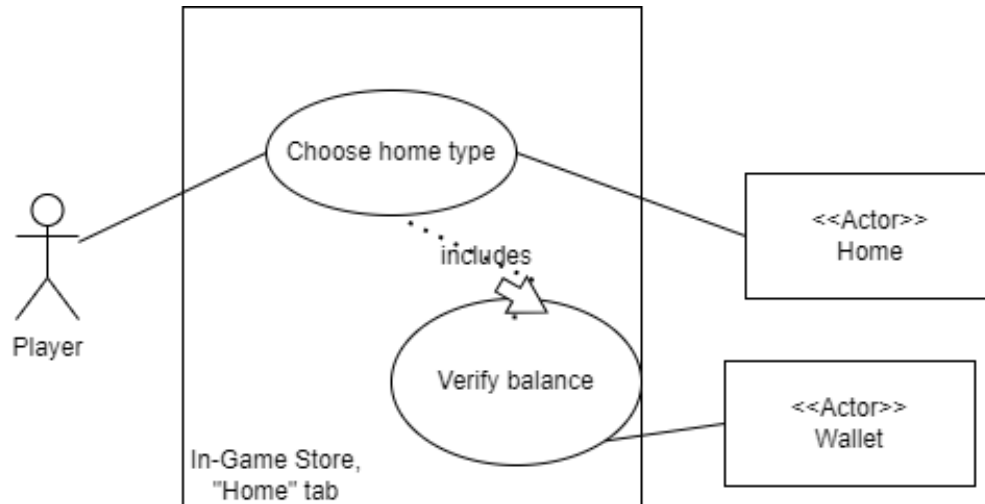 Choose home type
<<Actor>>
Home
includes
Player
Verify balance
<<Actor>>
Wallet
In-Game Store,
"Home" tab